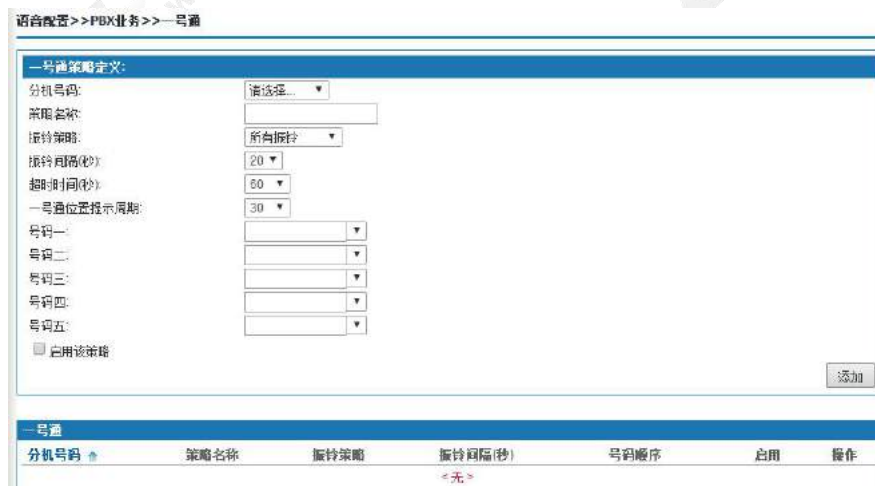 语音配置>>PBX业务>>一号通
一号通策略定义:
分机号码: 请选择...
策略名称:
振铃策略: 所有振铃
振铃间隔(秒): 20
超时时间(秒): 60
一号通位置提示周期: 30
号码一:
号码二:
号码三:
号码四:
号码五:
启用该策略
添加
一号通
分机号码 策略名称 振铃策略 振铃间隔(秒) 号码顺序 启用 操作
<无>